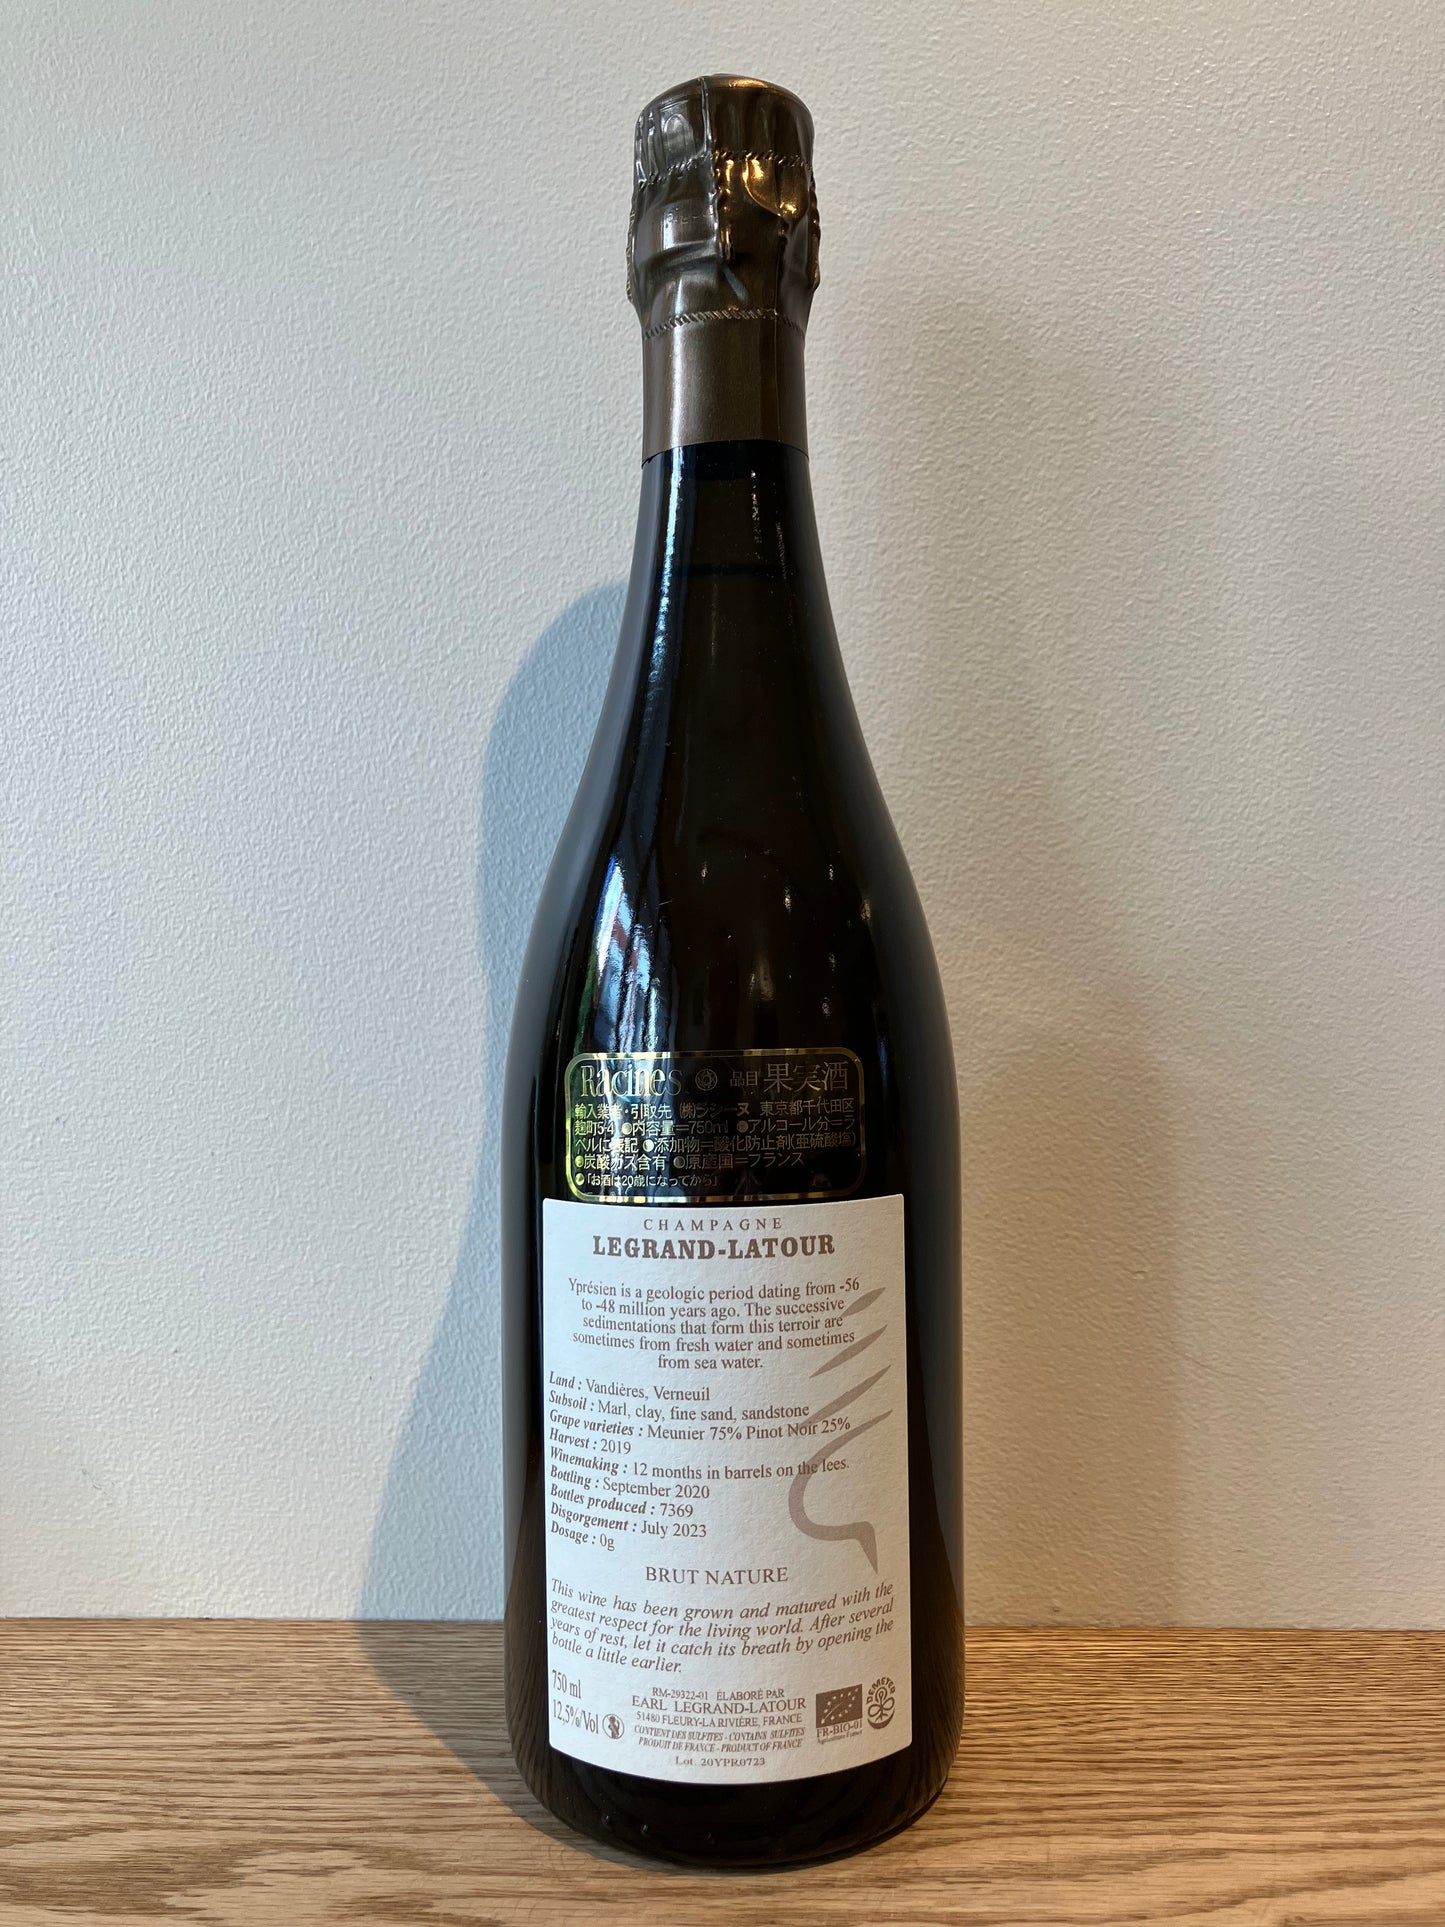 Racines 品目 果実酒
輸入業者・引取先 ㈱ラシーヌ 東京都千代田区
麹町5-4 ●内容量=750ml ●アルコール分=ラ
ベルに表記 ●添加物=酸化防止剤(亜硫酸塩)
●炭酸ガス含有 ●原産国=フランス
●「お酒は20歳になってから」
CHAMPAGNE
LEGRAND-LATOUR
Yprésien is a geologic period dating from -56
to -48 million years ago. The successive
sedimentations that form this terroir are
sometimes from fresh water and sometimes
from sea water.
Land : Vandières, Verneuil
Subsoil : Marl, clay, fine sand, sandstone
Grape varieties : Meunier 75% Pinot Noir 25%
Harvest : 2019
Winemaking : 12 months in barrels on the lees.
Bottling : September 2020
Bottles produced : 7369
Disgorgement : July 2023
Dosage : 0g
BRUT NATURE
This wine has been grown and matured with the
greatest respect for the living world. After several
years of rest, let it catch its breath by opening the
bottle a little earlier.
750 ml
12,5%/Vol
RM-29322-01 ÉLABORÉ PAR
EARL LEGRAND-LATOUR
51480 FLEURY-LA RIVIÈRE, FRANCE
CONTIENT DES SULFITES - CONTAINS SULFITES
PRODUIT DE FRANCE - PRODUCT OF FRANCE
Lot: 20YPR0723
FR-BIO-01
Agriculture France
DEMETER